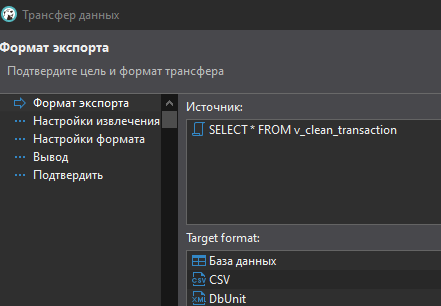 Трансфер данных
Формат экспорта
Подтвердите цель и формат трансфера
Формат экспорта
Настройки извлечения
Настройки формата
Вывод
Подтвердить
Источник:
SELECT * FROM v_clean_transaction
Target format:
База данных
CSV CSV
XML DbUnit